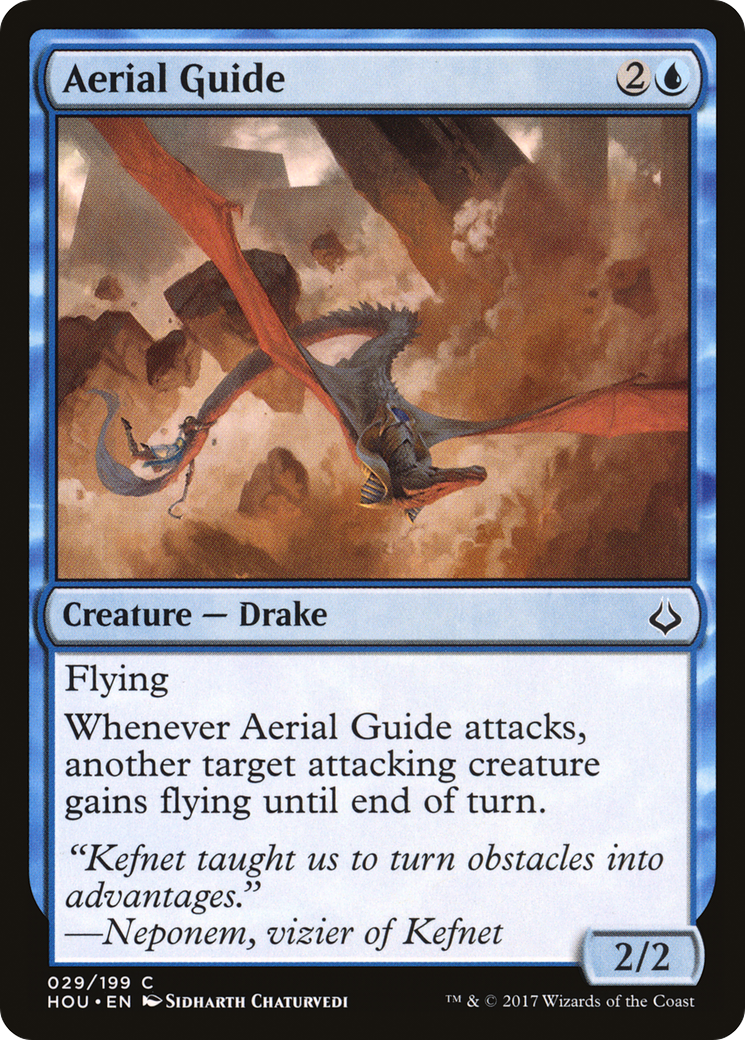 Aerial Guide 2
Creature — Drake
Flying
Whenever Aerial Guide attacks,
another target attacking creature
gains flying until end of turn.
“Kefnet taught us to turn obstacles into
advantages.”
—Neponem, vizier of Kefnet
2/2
029/199 C
HOU • EN Sidharth Chaturvedi
™ & © 2017 Wizards of the Coast